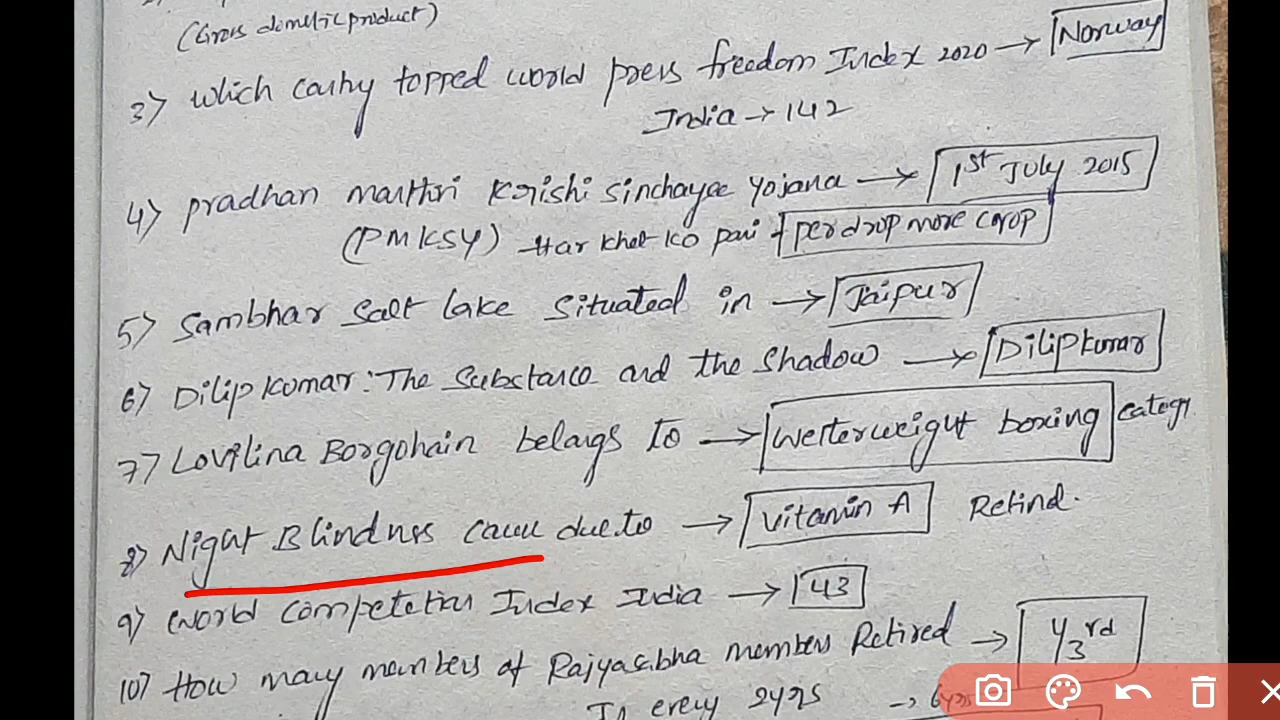 (Gross domestic product)
3) Which country topped world press freedom Index 2020 → Norway
India → 142
4) Pradhan manthri Krishi Sinchayee Yojana → 1st July 2015
(PMKSY) Har khet ko pani + per drop more crop
5) Sambhar Salt lake Situated in → Jaipur
6) Dilip kumar: The Substance and the Shadow → Dilip kumar
7) Lovlina Borgohain belongs to → Welterweight boxing category
8) Night Blindness cause due to → Vitamin A Retinol.
9) World Competetion Index India → 43
10) How many members of Rajyasabha members Retired → 1/3rd
In every 2yrs → 6yrs